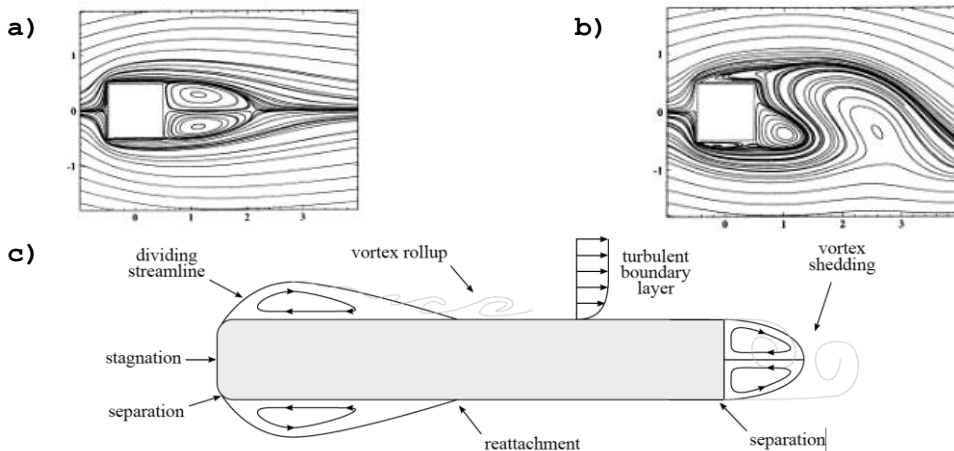 a)
1
0
-1
0
1
2
3
b)
1
0
-1
0
1
2
3
4
c)
dividing
streamline
vortex rollup
turbulent
boundary
layer
vortex
shedding
stagnation
separation
reattachment
separation